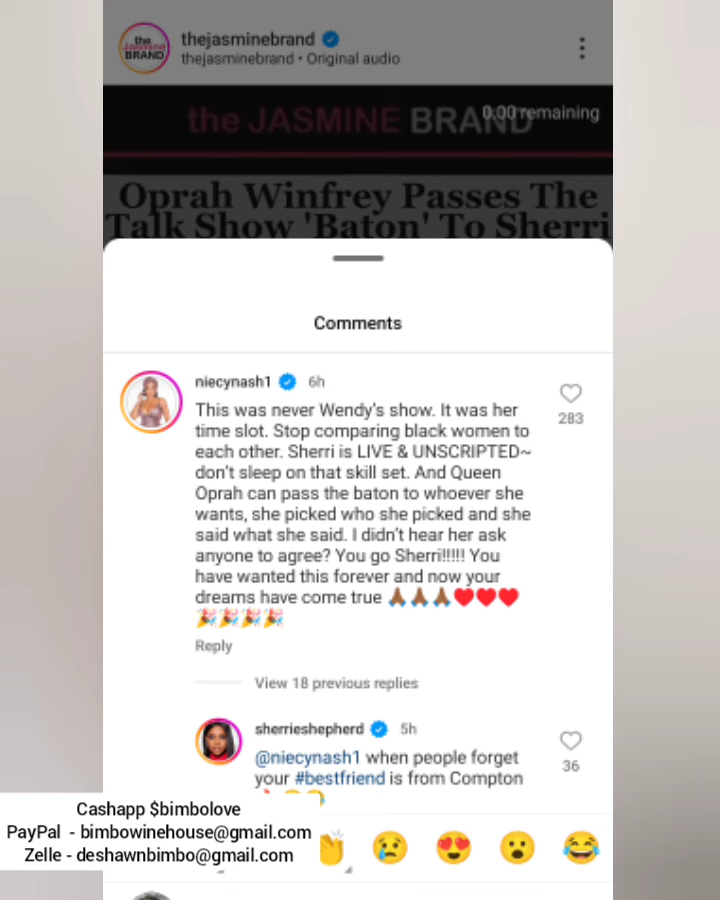 thejasminebrand
thejasminebrand • Original audio
the
JASMINE
BRAND
the JASMINE BRAND
0:00 remaining
Oprah Winfrey Passes The
Talk Show 'Baton' To Sherri
Comments
niecynash1 6h
This was never Wendy's show. It was her
time slot. Stop comparing black women to
each other. Sherri is LIVE & UNSCRIPTED~
don't sleep on that skill set. And Queen
Oprah can pass the baton to whoever she
wants, she picked who she picked and she
said what she said. I didn't hear her ask
anyone to agree? You go Sherri!!!!! You
have wanted this forever and now your
dreams have come true 🙏🏾🙏🏾🙏🏾❤️❤️❤️
🎉🎉🎉🎉
283
Reply
View 18 previous replies
sherrieshepherd 5h
@niecynash1 when people forget
your #bestfriend is from Compton
36
Cashapp $bimbolove
PayPal - bimbowinehouse@gmail.com
Zelle - deshawnbimbo@gmail.com